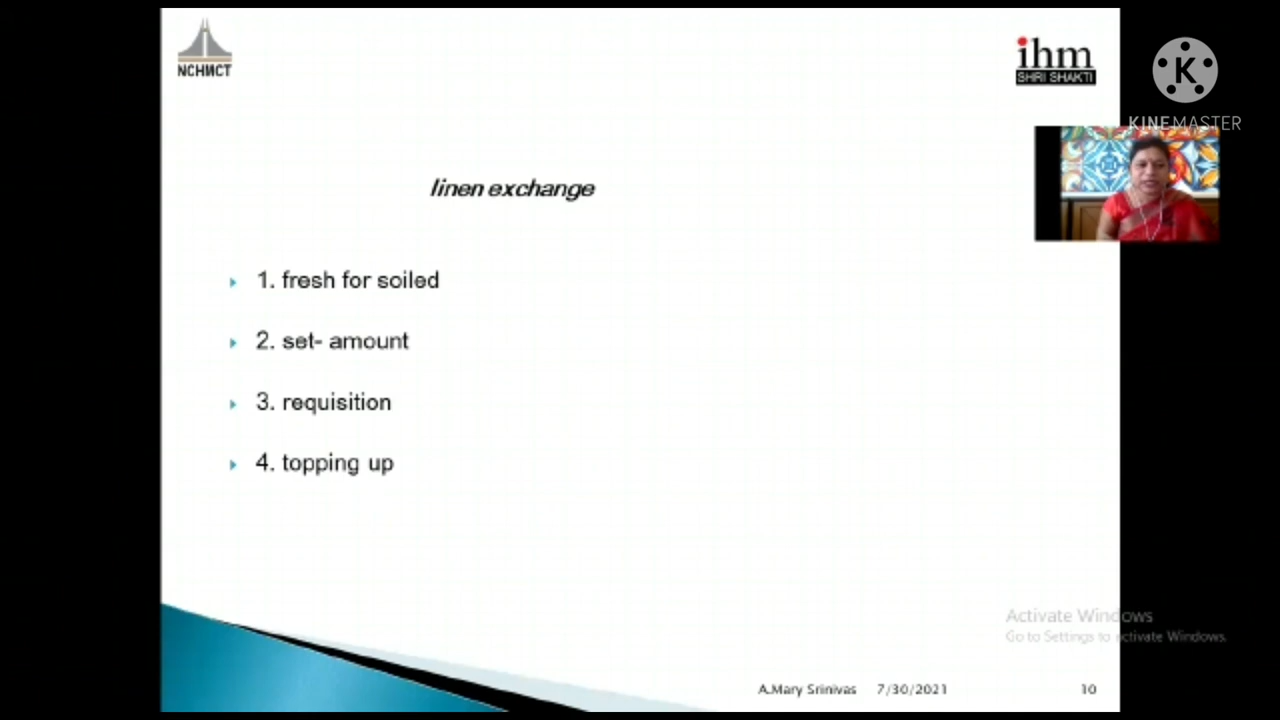 NCHMCT
ihm
SHRI SHAKTI
KINEMASTER
linen exchange
1. fresh for soiled
2. set- amount
3. requisition
4. topping up
Activate Windows
Go to Settings to activate Windows.
A.Mary Srinivas 7/30/2021 10